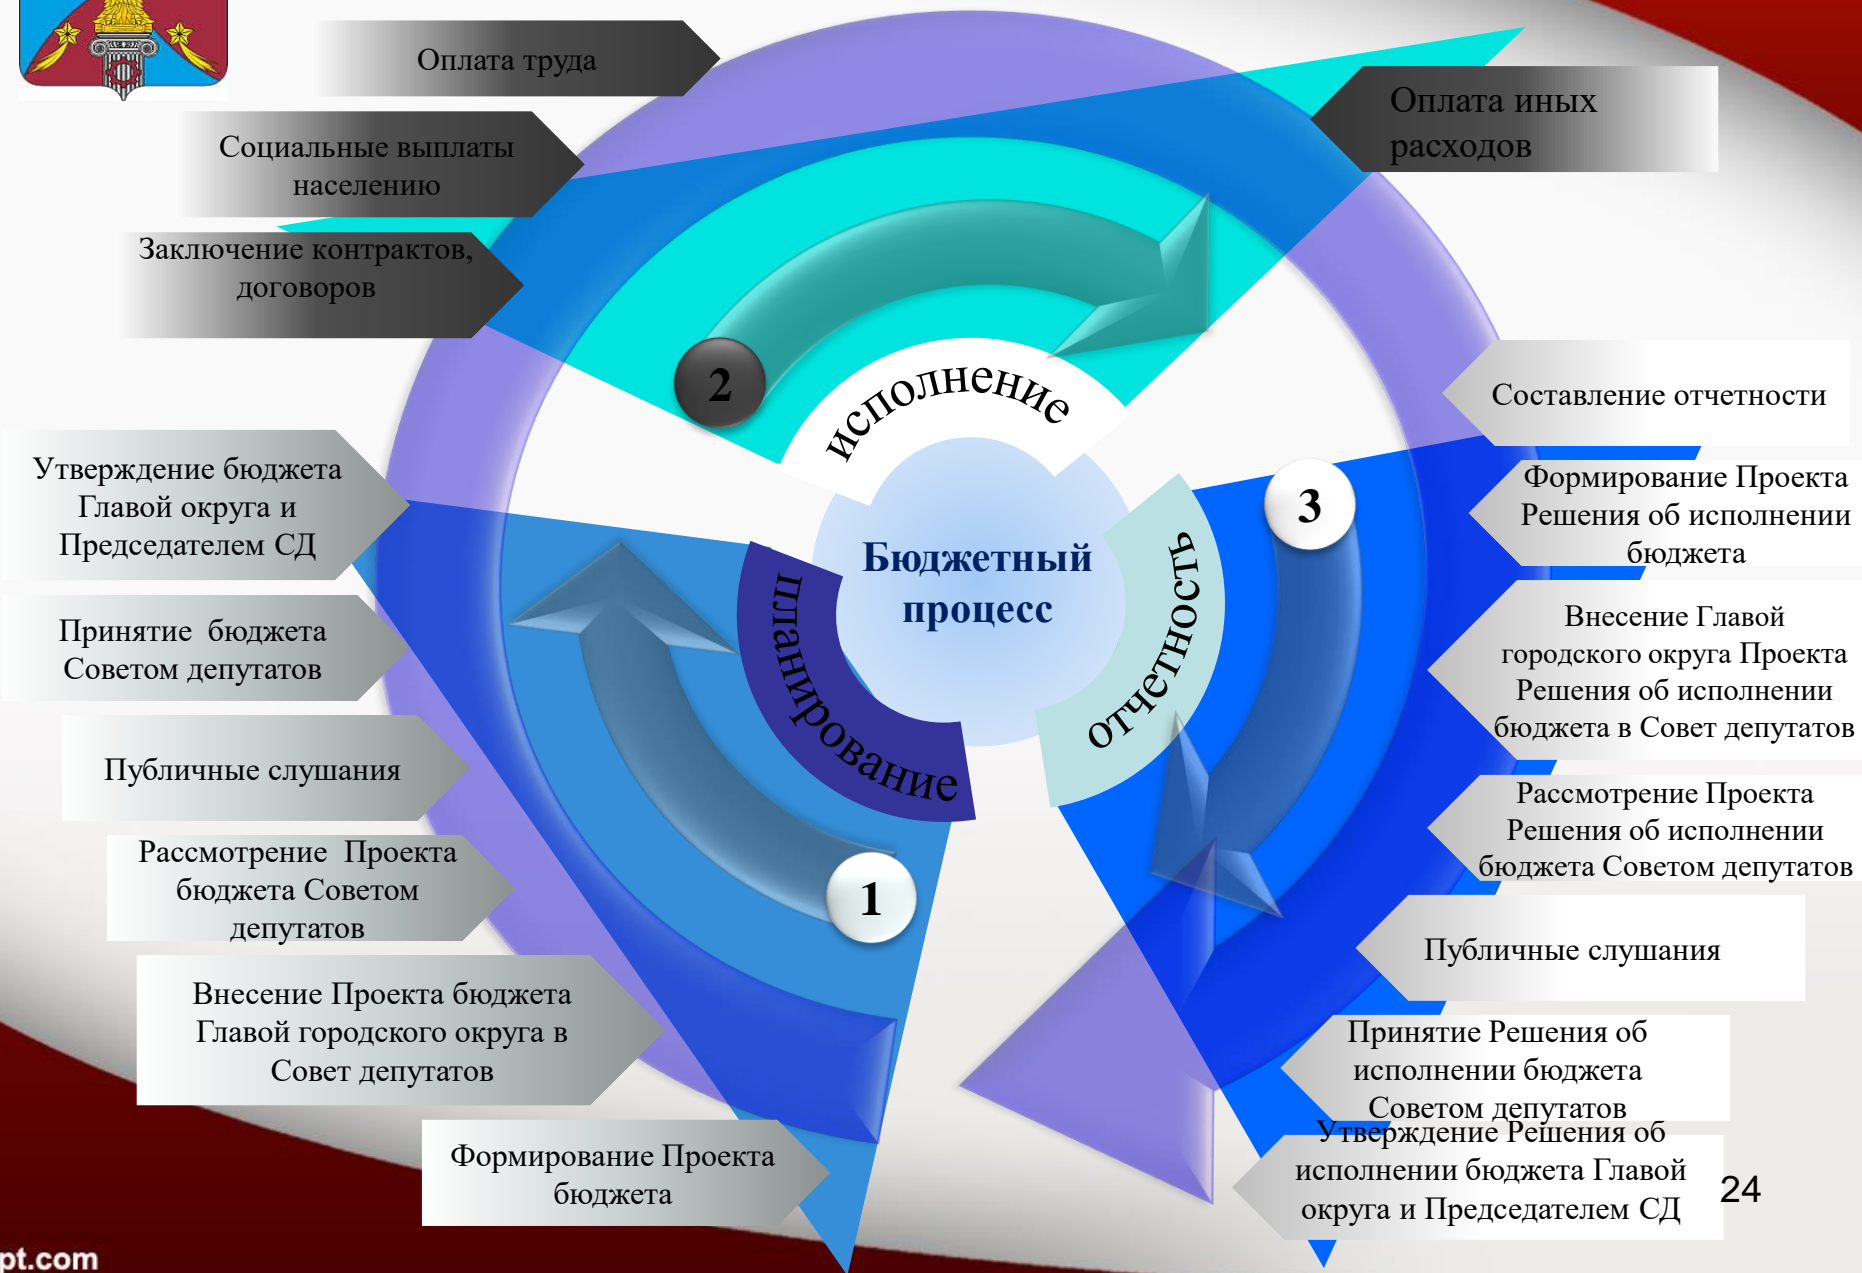 Оплата труда
Социальные выплаты
населению
Заключение контрактов,
договоров
Оплата иных
расходов
2
исполнение
Утверждение бюджета
Главой округа и
Председателем СД
Принятие бюджета
Советом депутатов
Публичные слушания
Рассмотрение Проекта
бюджета Советом
депутатов
Внесение Проекта бюджета
Главой городского округа в
Совет депутатов
Формирование Проекта
бюджета
1
планирование
Бюджетный
процесс
отчетность
3
Составление отчетности
Формирование Проекта
Решения об исполнении
бюджета
Внесение Главой
городского округа Проекта
Решения об исполнении
бюджета в Совет депутатов
Рассмотрение Проекта
Решения об исполнении
бюджета Советом депутатов
Публичные слушания
Принятие Решения об
исполнении бюджета
Советом депутатов
Утверждение Решения об
исполнении бюджета Главой
округа и Председателем СД
24
pt.com